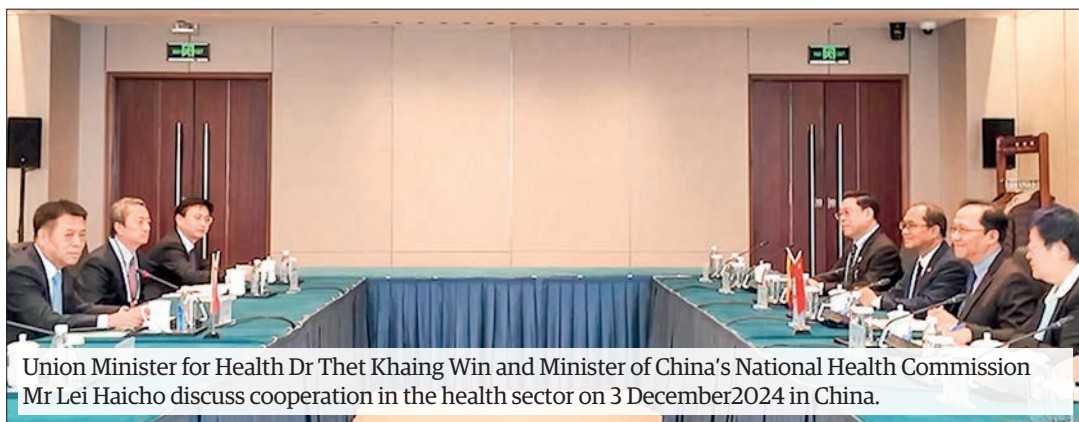 Union Minister for Health Dr Thet Khaing Win and Minister of China's National Health Commission
Mr Lei Haicho discuss cooperation in the health sector on 3 December2024 in China.